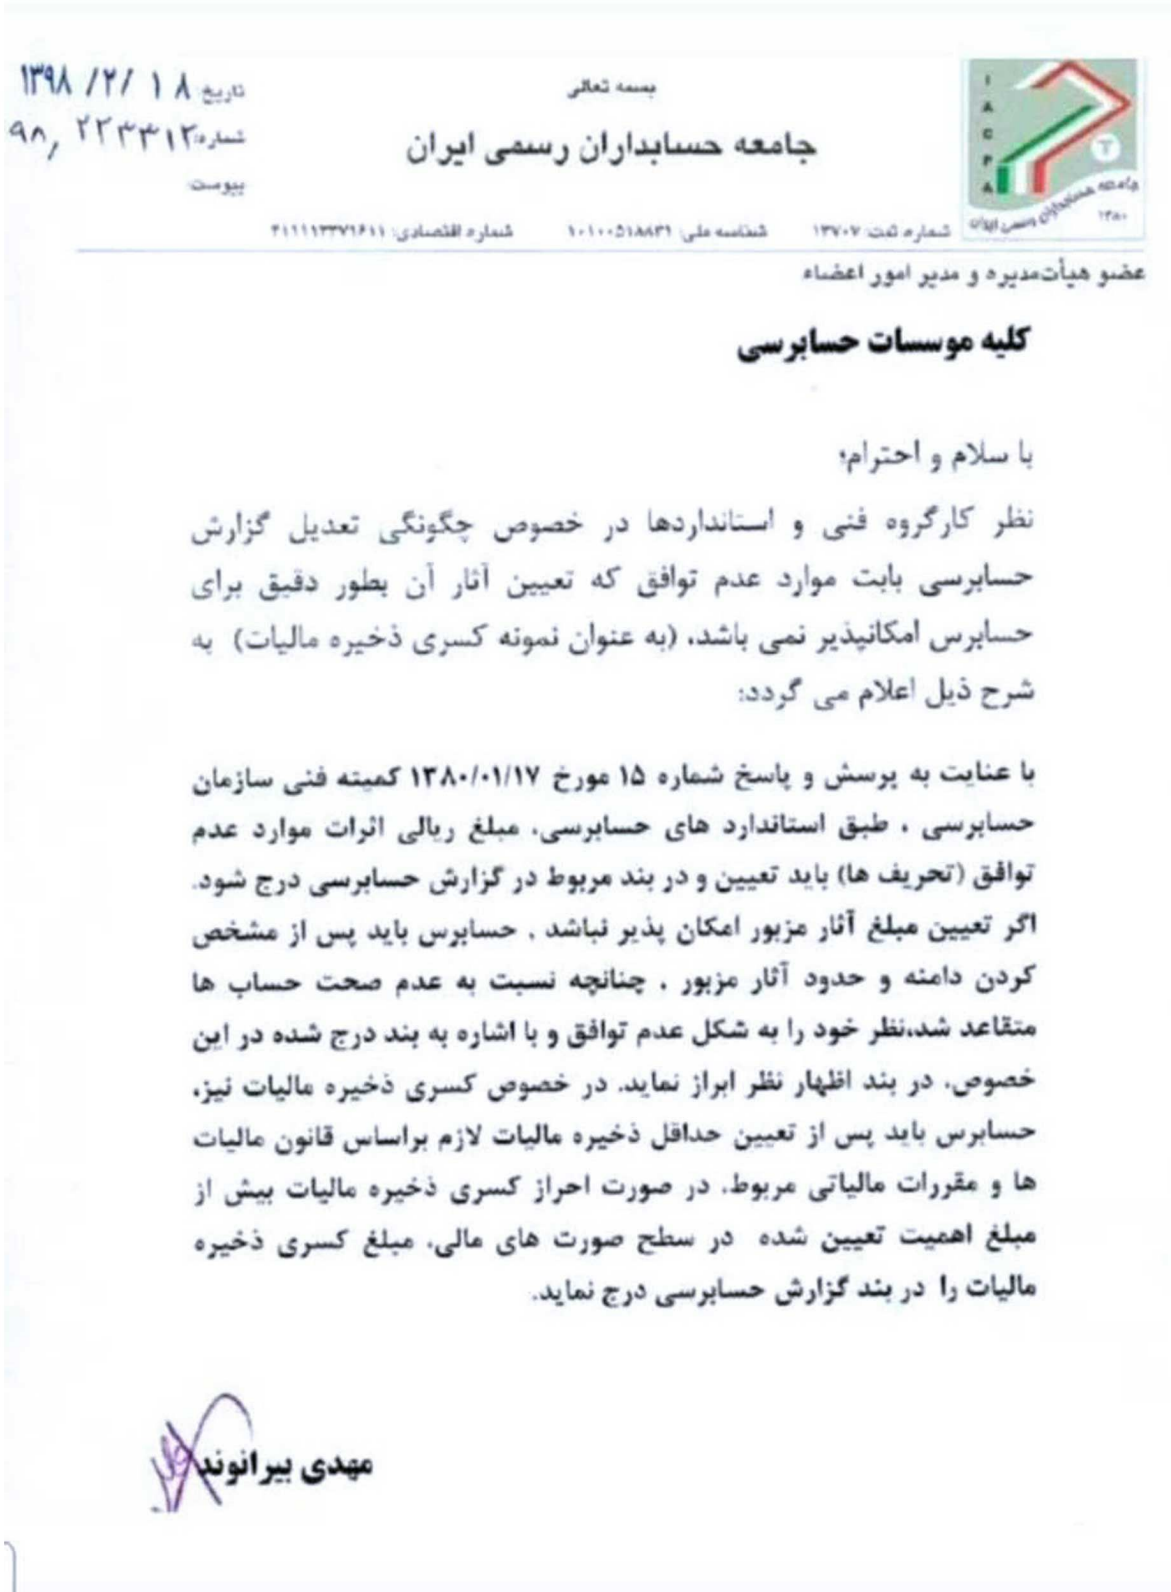 بسمه تعالی
جامعه حسابداران رسمی ایران
تاریخ: ۱۳۹۸/۲/۱۸
شماره: ۹۸٫۲۲۳۳۱۲
پیوست:
I A C P A
جامعه حسابداران رسمی ایران
۱۳۸۰
شماره ثبت: ۱۳۷۰۷ شناسه ملی: ۱۰۱۰۰۵۱۸۸۳۱ شماره اقتصادی:
عضو هیأت‌مدیره و مدیر امور اعضاء
کلیه موسسات حسابرسی
با سلام و احترام؛
نظر کارگروه فنی و استانداردها در خصوص چگونگی تعدیل گزارش
حسابرسی بابت موارد عدم توافق که تعیین آثار آن بطور دقیق برای
حسابرس امکانپذیر نمی باشد، (به عنوان نمونه کسری ذخیره مالیات) به
شرح ذیل اعلام می گردد:
با عنایت به پرسش و پاسخ شماره ۱۵ مورخ ۱۳۸۰/۰۱/۱۷ کمیته فنی سازمان
حسابرسی ، طبق استاندارد های حسابرسی، مبلغ ریالی اثرات موارد عدم
توافق (تحریف ها) باید تعیین و در بند مربوط در گزارش حسابرسی درج شود.
اگر تعیین مبلغ آثار مزبور امکان پذیر نباشد ، حسابرس باید پس از مشخص
کردن دامنه و حدود آثار مزبور ، چنانچه نسبت به عدم صحت حساب ها
متقاعد شد،نظر خود را به شکل عدم توافق و با اشاره به بند درج شده در این
خصوص، در بند اظهار نظر ابراز نماید. در خصوص کسری ذخیره مالیات نیز،
حسابرس باید پس از تعیین حداقل ذخیره مالیات لازم براساس قانون مالیات
ها و مقررات مالیاتی مربوط، در صورت احراز کسری ذخیره مالیات بیش از
مبلغ اهمیت تعیین شده در سطح صورت های مالی، مبلغ کسری ذخیره
مالیات را در بند گزارش حسابرسی درج نماید.
مهدی بیرانوند